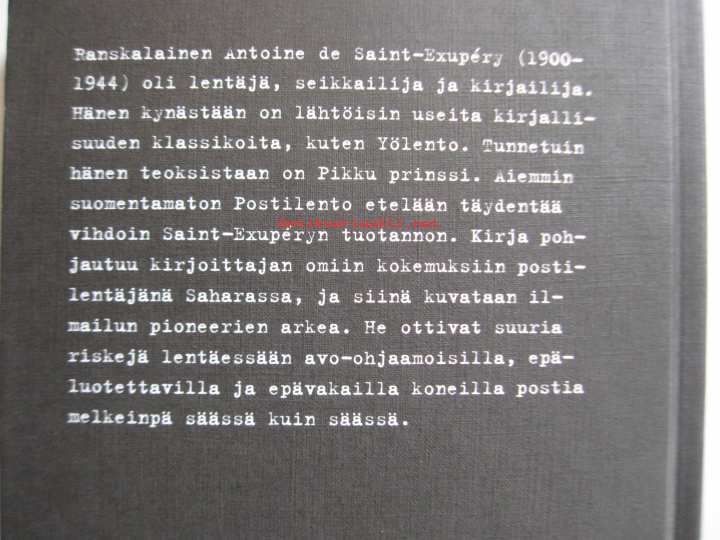 Ranskalainen Antoine de Saint-Exupéry (1900-
1944) oli lentäjä, seikkailija ja kirjailija.
Hänen kynästään on lähtöisin useita kirjalli-
suuden klassikoita, kuten Yölento. Tunnetuin
hänen teoksistaan on Pikku prinssi. Aiemmin
suomentamaton Postilento etelään täydentää
vihdoin Saint-Exupéryn tuotannon. Kirja poh-
jautuu kirjoittajan omiin kokemuksiin posti-
lentäjänä Saharassa, ja siinä kuvataan il-
mailun pioneerien arkea. He ottivat suuria
riskejä lentäessään avo-ohjaamoisilla, epä-
luotettavilla ja epävakailla koneilla postia
melkeinpä säässä kuin säässä.